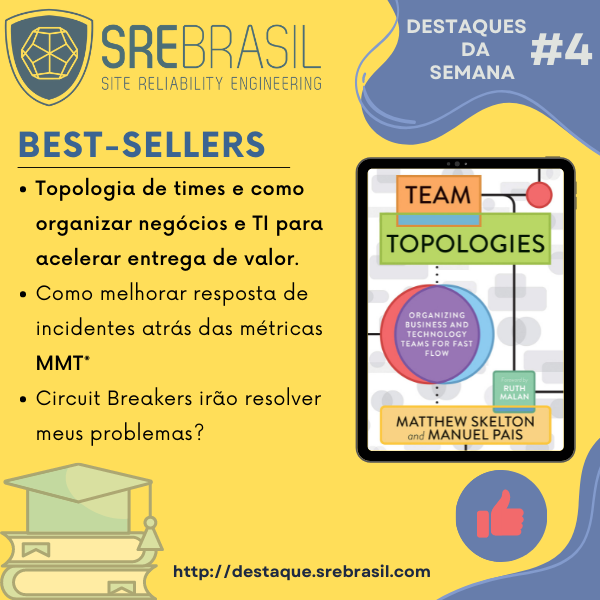 SREBRASIL
SITE RELIABILITY ENGINEERING
DESTAQUES
DA
SEMANA
#4
BEST-SELLERS
• Topologia de times e como
organizar negócios e TI para
acelerar entrega de valor.
• Como melhorar resposta de
incidentes atrás das métricas
MMT*
• Circuit Breakers irão resolver
meus problemas?
TEAM
TOPOLOGIES
ORGANIZING
BUSINESS AND
TECHNOLOGY
TEAMS FOR FAST
FLOW
RUTH
MALAN
MATTHEW SKELTON
and MANUEL PAIS
http://destaque.srebrasil.com